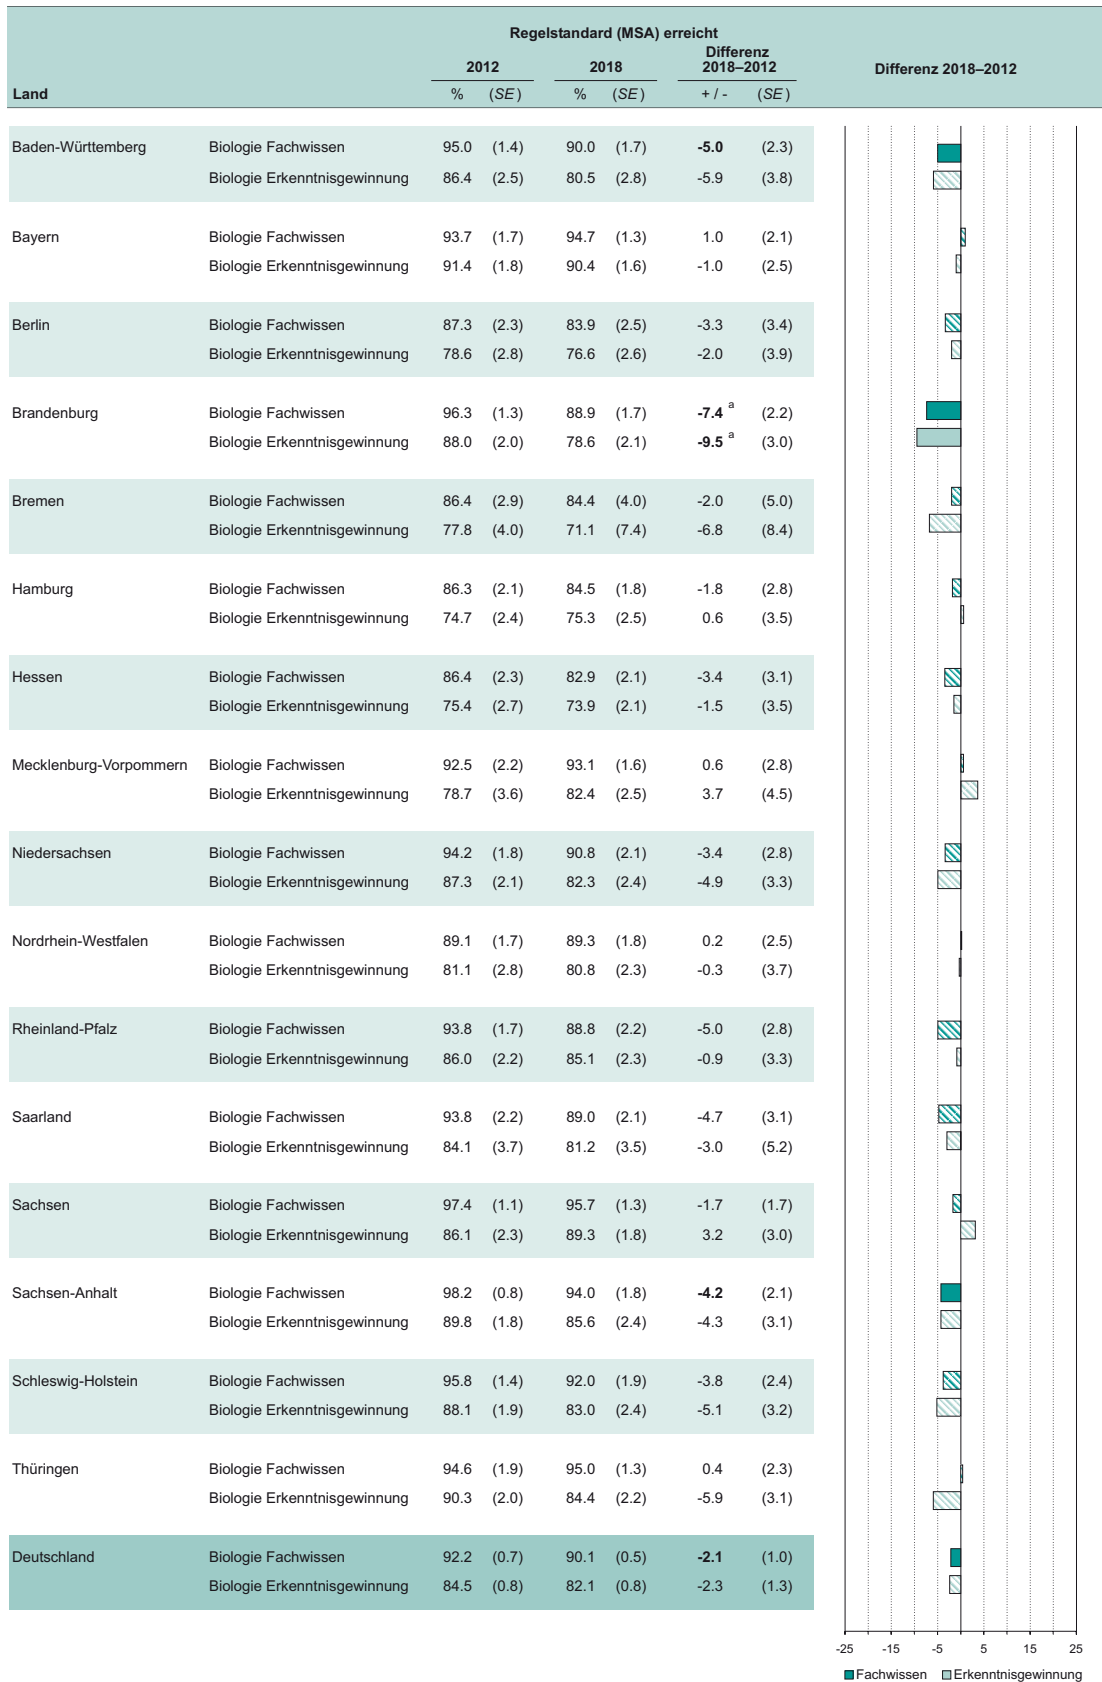 Regelstandard (MSA) erreicht
2012 2018 Differenz 2018–2012 Differenz 2018–2012
Land % (SE) % (SE) + / - (SE)
Baden-Württemberg Biologie Fachwissen 95.0 (1.4) 90.0 (1.7) -5.0 (2.3)
Biologie Erkenntnisgewinnung 86.4 (2.5) 80.5 (2.8) -5.9 (3.8)
Bayern Biologie Fachwissen 93.7 (1.7) 94.7 (1.3) 1.0 (2.1)
Biologie Erkenntnisgewinnung 91.4 (1.8) 90.4 (1.6) -1.0 (2.5)
Berlin Biologie Fachwissen 87.3 (2.3) 83.9 (2.5) -3.3 (3.4)
Biologie Erkenntnisgewinnung 78.6 (2.8) 76.6 (2.6) -2.0 (3.9)
Brandenburg Biologie Fachwissen 96.3 (1.3) 88.9 (1.7) -7.4 a (2.2)
Biologie Erkenntnisgewinnung 88.0 (2.0) 78.6 (2.1) -9.5 a (3.0)
Bremen Biologie Fachwissen 86.4 (2.9) 84.4 (4.0) -2.0 (5.0)
Biologie Erkenntnisgewinnung 77.8 (4.0) 71.1 (7.4) -6.8 (8.4)
Hamburg Biologie Fachwissen 86.3 (2.1) 84.5 (1.8) -1.8 (2.8)
Biologie Erkenntnisgewinnung 74.7 (2.4) 75.3 (2.5) 0.6 (3.5)
Hessen Biologie Fachwissen 86.4 (2.3) 82.9 (2.1) -3.4 (3.1)
Biologie Erkenntnisgewinnung 75.4 (2.7) 73.9 (2.1) -1.5 (3.5)
Mecklenburg-Vorpommern Biologie Fachwissen 92.5 (2.2) 93.1 (1.6) 0.6 (2.8)
Biologie Erkenntnisgewinnung 78.7 (3.6) 82.4 (2.5) 3.7 (4.5)
Niedersachsen Biologie Fachwissen 94.2 (1.8) 90.8 (2.1) -3.4 (2.8)
Biologie Erkenntnisgewinnung 87.3 (2.1) 82.3 (2.4) -4.9 (3.3)
Nordrhein-Westfalen Biologie Fachwissen 89.1 (1.7) 89.3 (1.8) 0.2 (2.5)
Biologie Erkenntnisgewinnung 81.1 (2.8) 80.8 (2.3) -0.3 (3.7)
Rheinland-Pfalz Biologie Fachwissen 93.8 (1.7) 88.8 (2.2) -5.0 (2.8)
Biologie Erkenntnisgewinnung 86.0 (2.2) 85.1 (2.3) -0.9 (3.3)
Saarland Biologie Fachwissen 93.8 (2.2) 89.0 (2.1) -4.7 (3.1)
Biologie Erkenntnisgewinnung 84.1 (3.7) 81.2 (3.5) -3.0 (5.2)
Sachsen Biologie Fachwissen 97.4 (1.1) 95.7 (1.3) -1.7 (1.7)
Biologie Erkenntnisgewinnung 86.1 (2.3) 89.3 (1.8) 3.2 (3.0)
Sachsen-Anhalt Biologie Fachwissen 98.2 (0.8) 94.0 (1.8) -4.2 (2.1)
Biologie Erkenntnisgewinnung 89.8 (1.8) 85.6 (2.4) -4.3 (3.1)
Schleswig-Holstein Biologie Fachwissen 95.8 (1.4) 92.0 (1.9) -3.8 (2.4)
Biologie Erkenntnisgewinnung 88.1 (1.9) 83.0 (2.4) -5.1 (3.2)
Thüringen Biologie Fachwissen 94.6 (1.9) 95.0 (1.3) 0.4 (2.3)
Biologie Erkenntnisgewinnung 90.3 (2.0) 84.4 (2.2) -5.9 (3.1)
Deutschland Biologie Fachwissen 92.2 (0.7) 90.1 (0.5) -2.1 (1.0)
Biologie Erkenntnisgewinnung 84.5 (0.8) 82.1 (0.8) -2.3 (1.3)
-25 -15 -5 5 15 25
Fachwissen Erkenntnisgewinnung